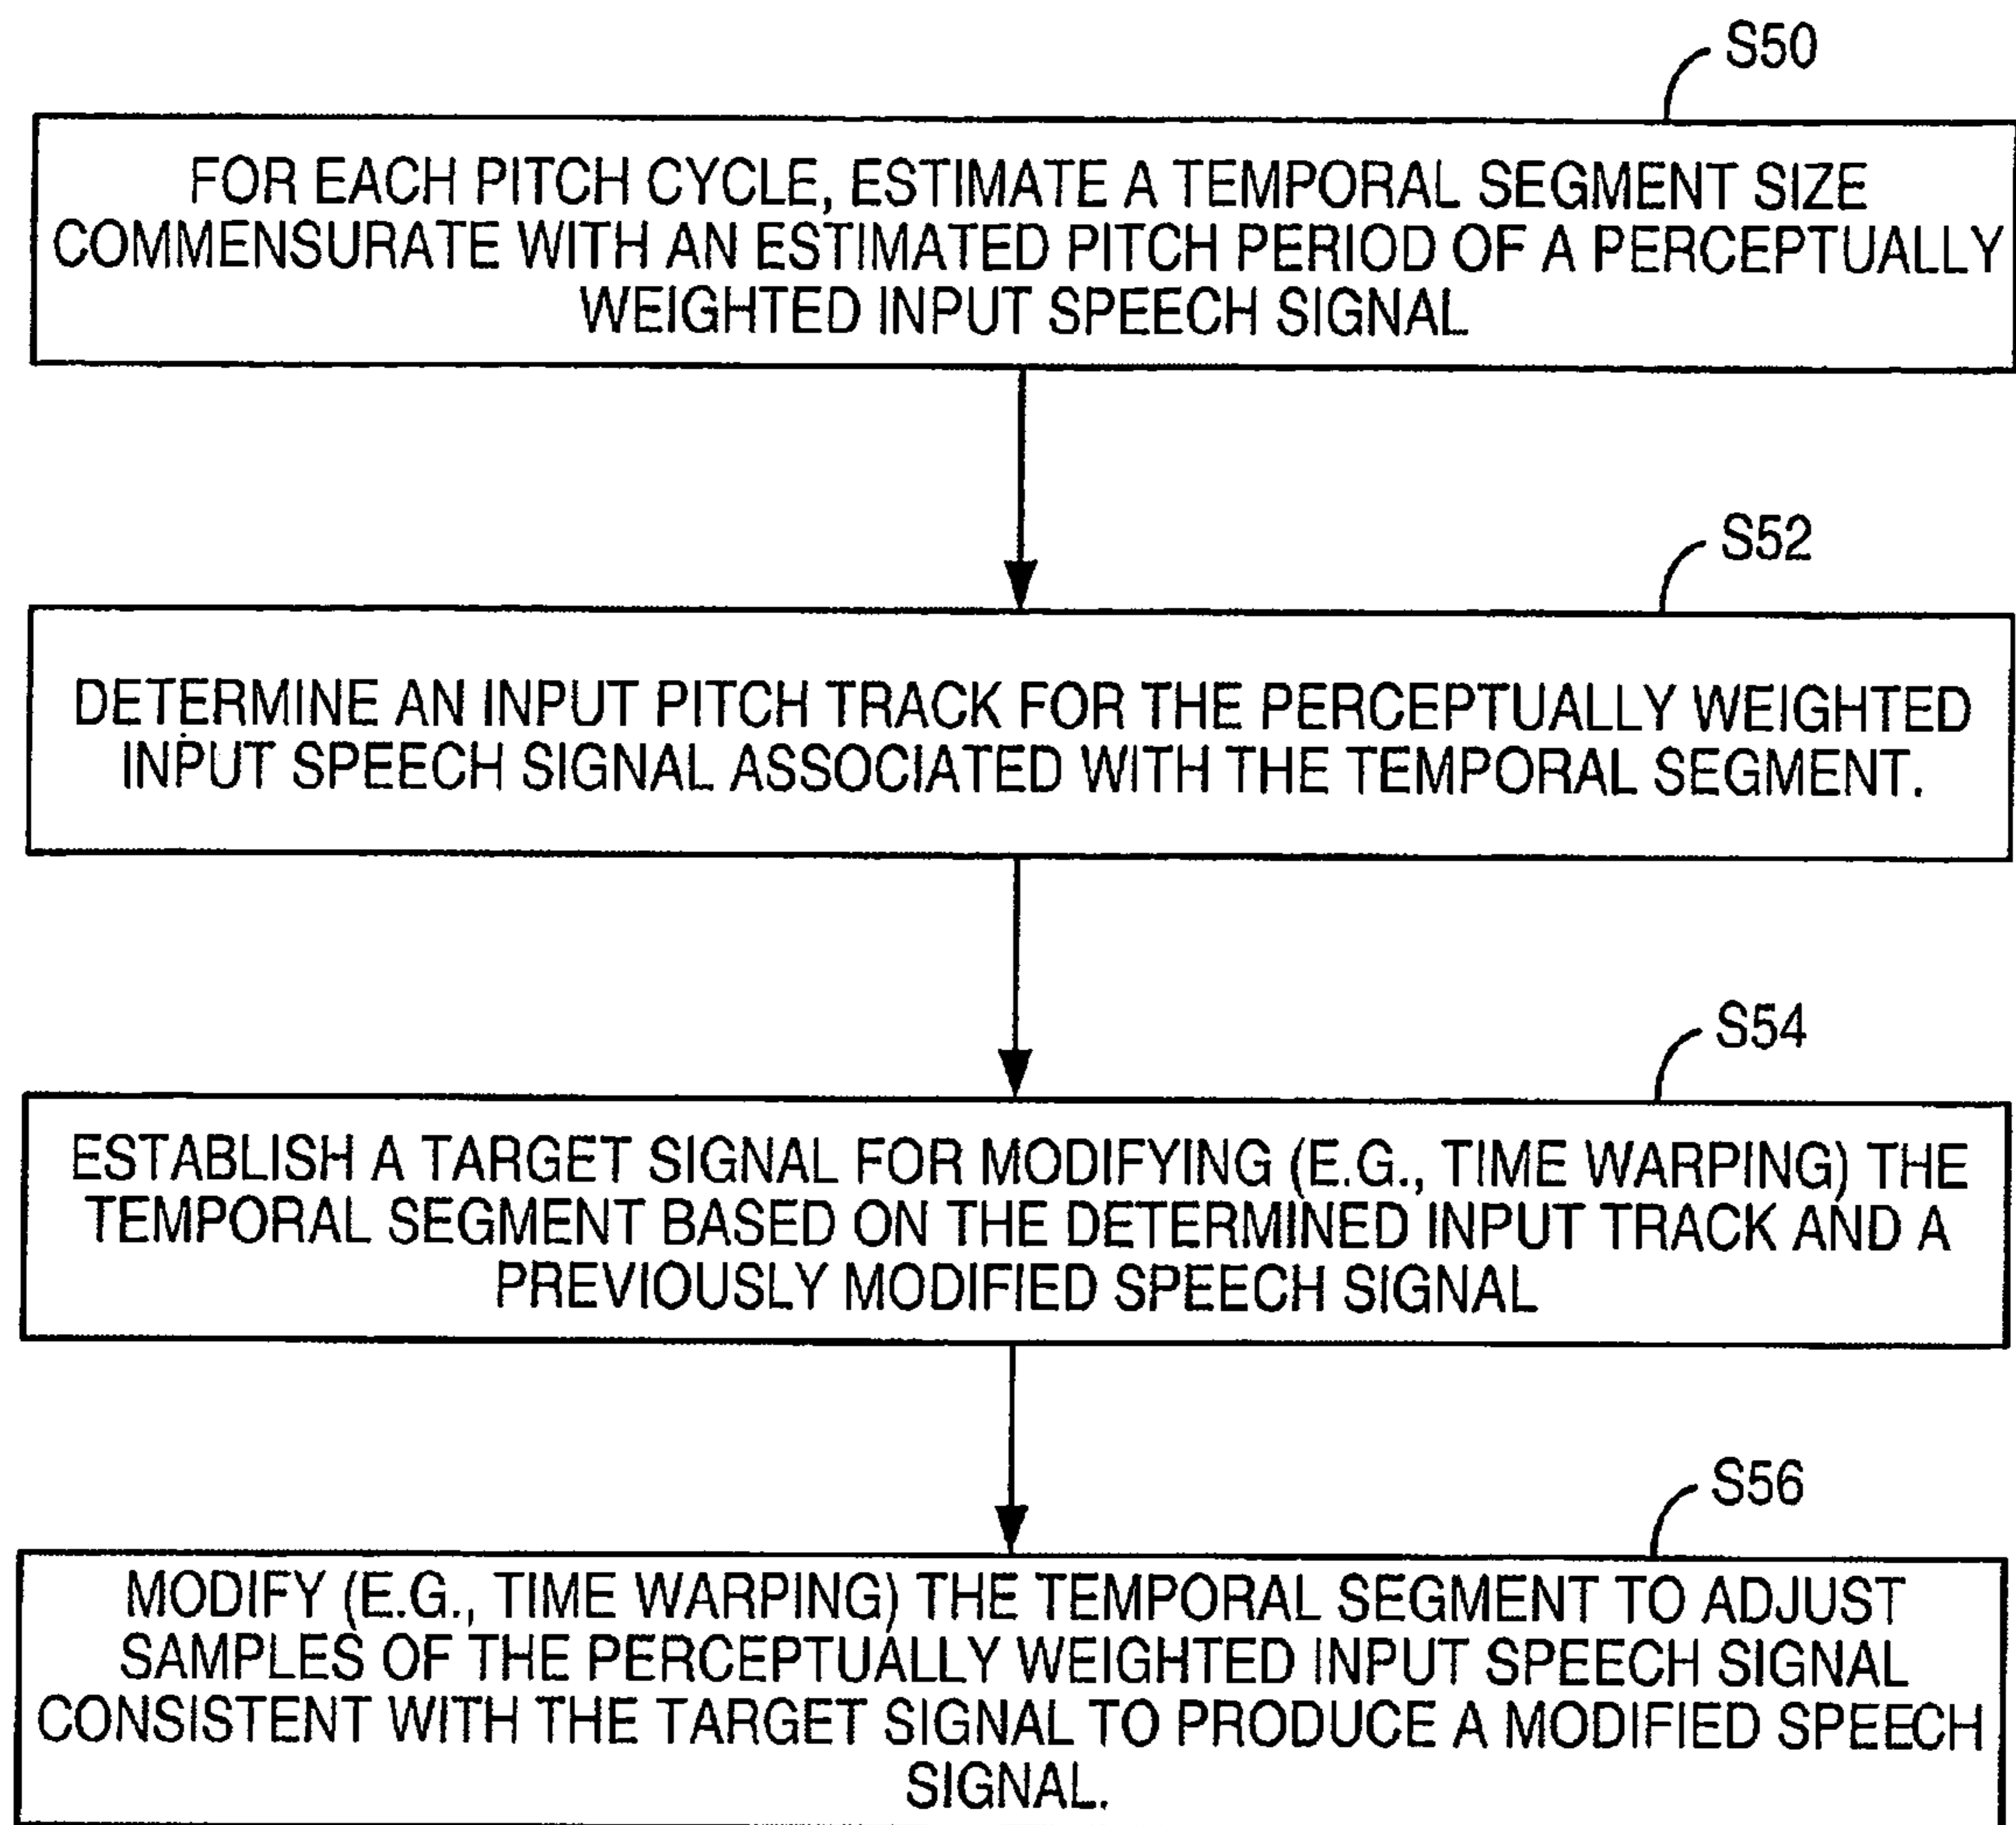 S50
FOR EACH PITCH CYCLE, ESTIMATE A TEMPORAL SEGMENT SIZE
COMMENSURATE WITH AN ESTIMATED PITCH PERIOD OF A PERCEPTUALLY
WEIGHTED INPUT SPEECH SIGNAL
S52
DETERMINE AN INPUT PITCH TRACK FOR THE PERCEPTUALLY WEIGHTED
INPUT SPEECH SIGNAL ASSOCIATED WITH THE TEMPORAL SEGMENT.
S54
ESTABLISH A TARGET SIGNAL FOR MODIFYING (E.G., TIME WARPING) THE
TEMPORAL SEGMENT BASED ON THE DETERMINED INPUT TRACK AND A
PREVIOUSLY MODIFIED SPEECH SIGNAL
S56
MODIFY (E.G., TIME WARPING) THE TEMPORAL SEGMENT TO ADJUST
SAMPLES OF THE PERCEPTUALLY WEIGHTED INPUT SPEECH SIGNAL
CONSISTENT WITH THE TARGET SIGNAL TO PRODUCE A MODIFIED SPEECH
SIGNAL.